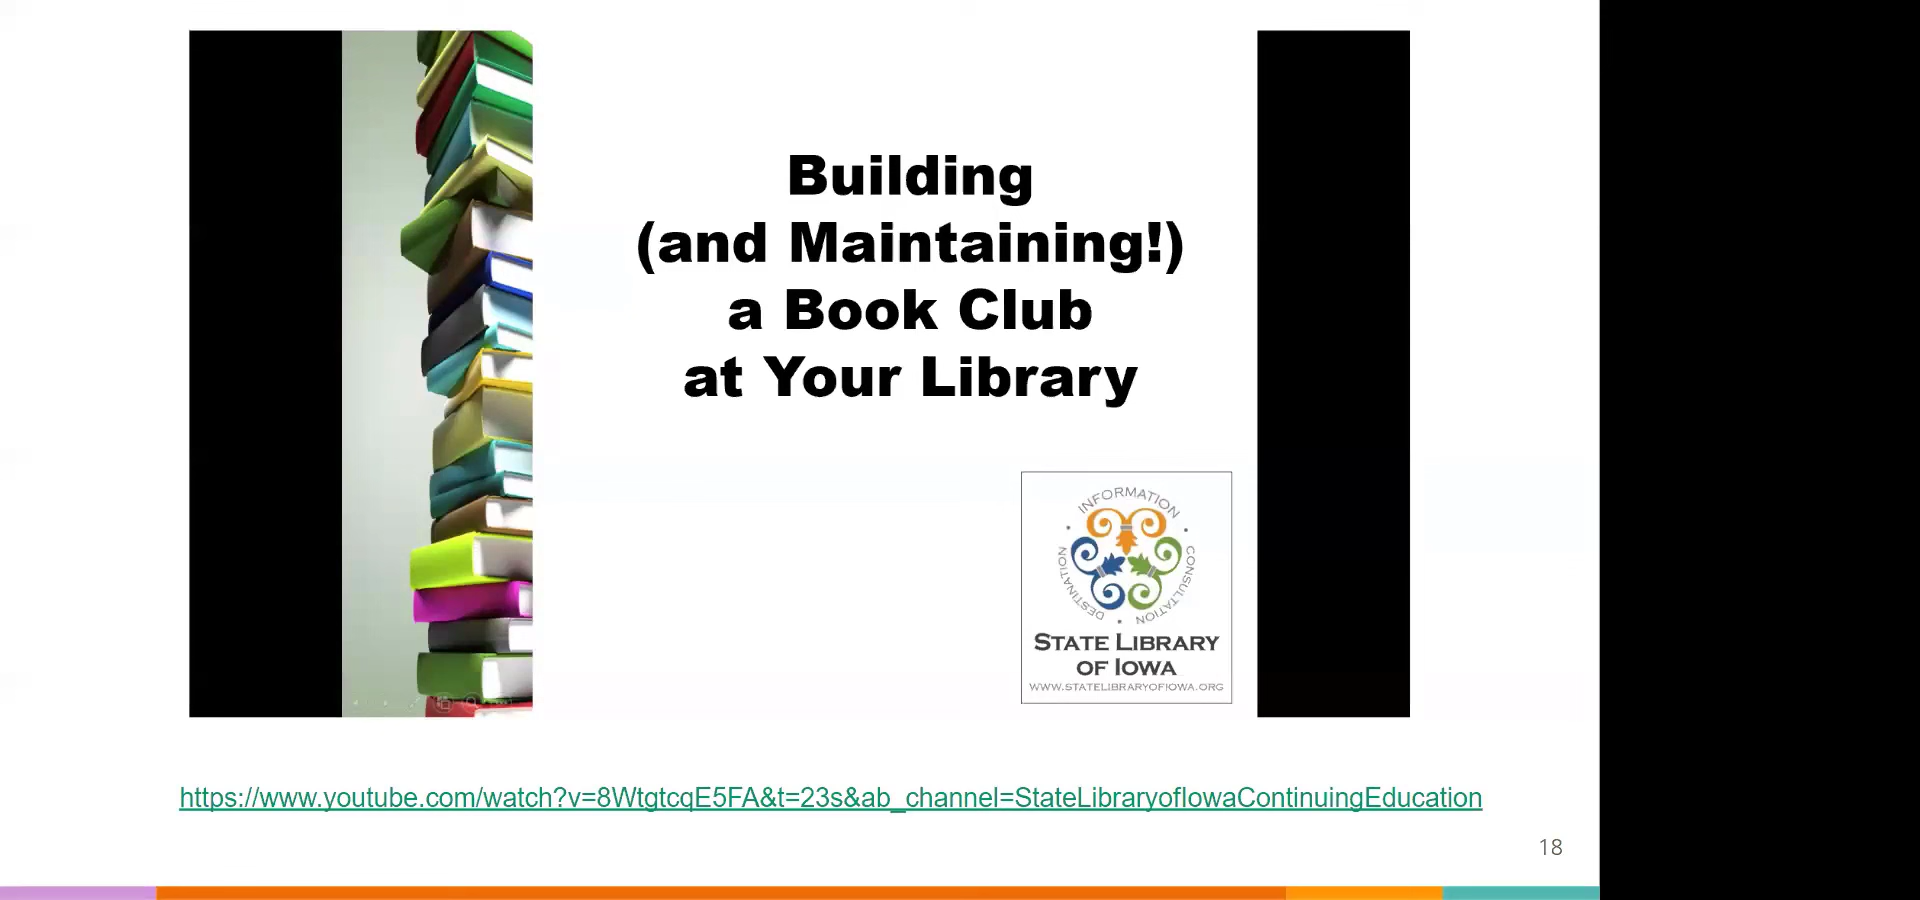 Building
(and Maintaining!)
a Book Club
at Your Library
INFORMATION
CONSULTATION
DESTINATION
STATE LIBRARY
OF IOWA
WWW.STATELIBRARYOFIOWA.ORG
https://www.youtube.com/watch?v=8WtgtcqE5FA&t=23s&ab_channel=StateLibraryofIowaContinuingEducation
18